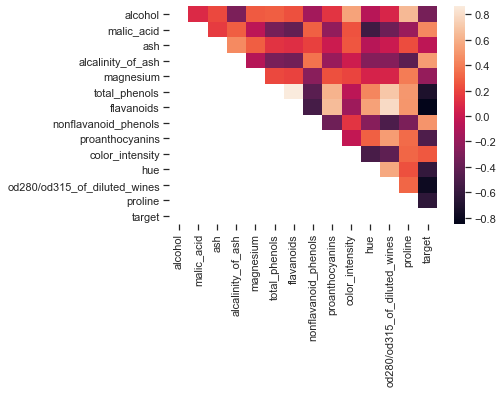 alcohol
malic_acid
ash
alcalinity_of_ash
magnesium
total_phenols
flavanoids
nonflavanoid_phenols
proanthocyanins
color_intensity
hue
od280/od315_of_diluted_wines
proline
target
alcohol
malic_acid
ash
alcalinity_of_ash
magnesium
total_phenols
flavanoids
nonflavanoid_phenols
proanthocyanins
color_intensity
hue
od280/od315_of_diluted_wines
proline
target
0.8
0.6
0.4
0.2
0.0
−0.2
−0.4
−0.6
−0.8